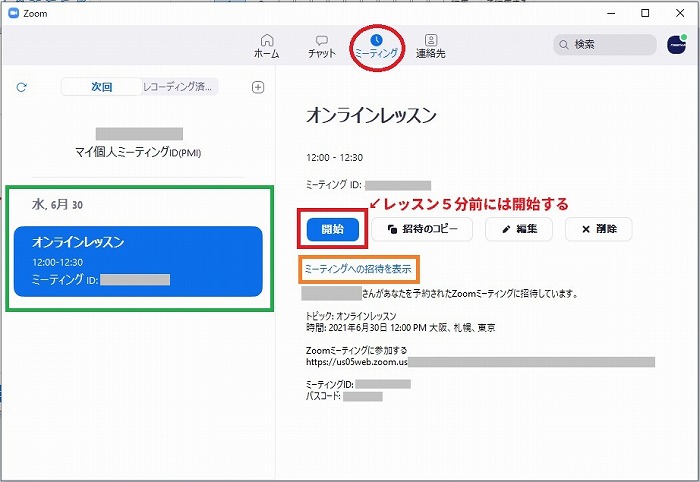 Zoom
ホーム
チャット
ミーティング
連絡先
検索
次回
レコーディング済...
マイ個人ミーティングID(PMI)
水, 6月 30
オンラインレッスン
12:00-12:30
ミーティング ID:
オンラインレッスン
12:00 - 12:30
ミーティング ID:
↙レッスン５分前には開始する
開始
招待のコピー
編集
削除
ミーティングへの招待を表示
さんがあなたを予約されたZoomミーティングに招待しています。
トピック: オンラインレッスン
時間: 2021年6月30日 12:00 PM 大阪、札幌、東京
Zoomミーティングに参加する
https://us05web.zoom.us
ミーティングID:
パスコード: